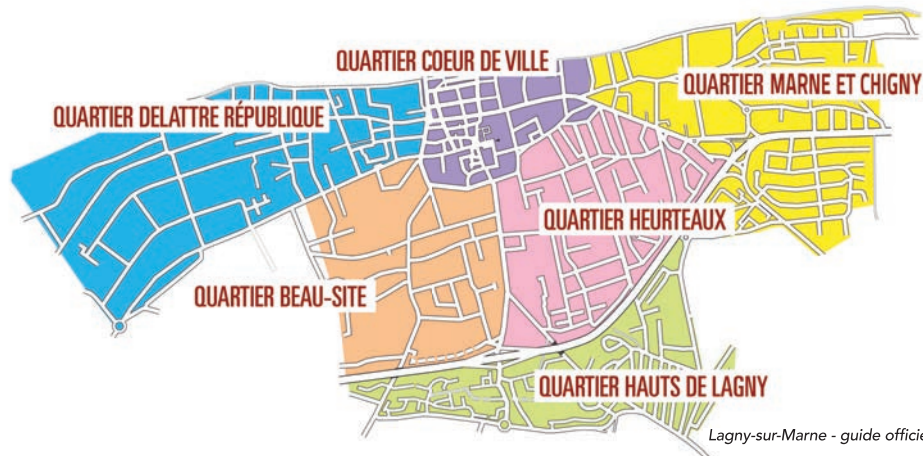 QUARTIER COEUR DE VILLE
QUARTIER MARNE ET CHIGNY
QUARTIER DELATTRE RÉPUBLIQUE
QUARTIER HEURTEAUX
QUARTIER BEAU-SITE
QUARTIER HAUTS DE LAGNY
Lagny-sur-Marne - guide officie